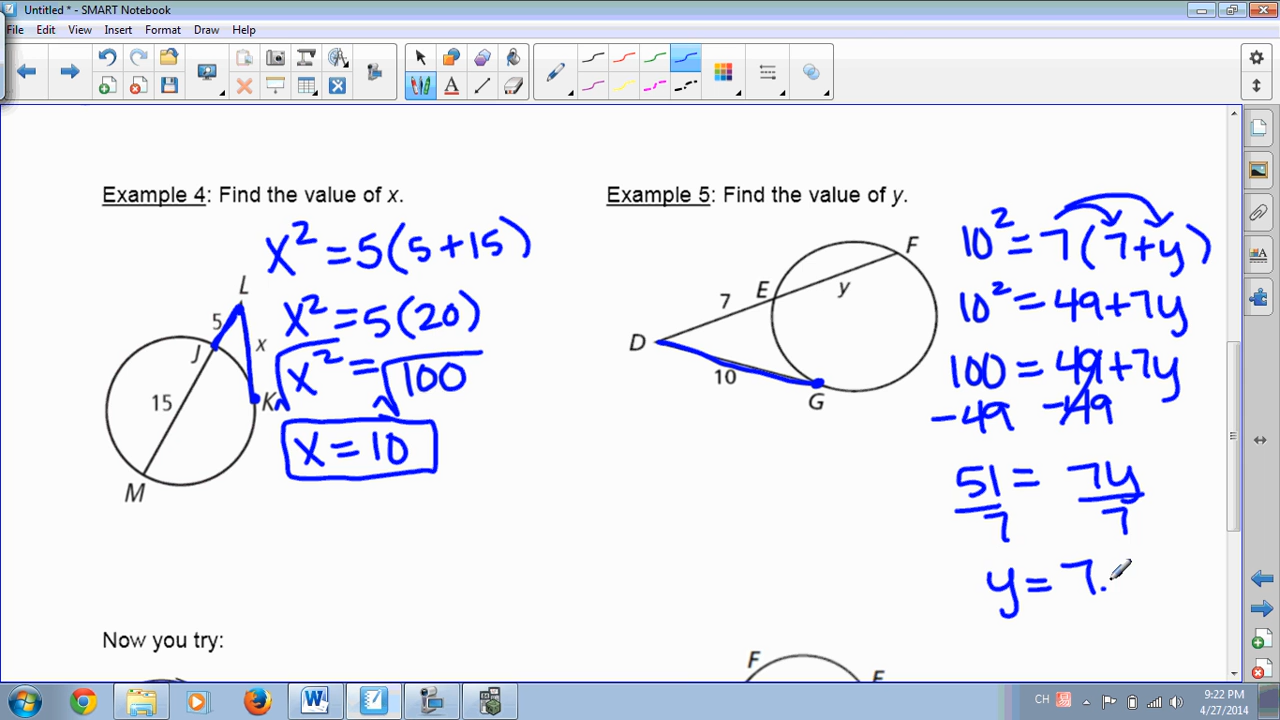 Untitled * - SMART Notebook
File Edit View Insert Format Draw Help
Example 4: Find the value of x.
x² = 5(5+15)
x² = 5(20)
√x² = √100
x = 10
L
5
J
x
K
15
M
Example 5: Find the value of y.
10² = 7(7+y)
10² = 49+7y
100 = 49+7y
-49 -49
51 = 7y
7 7
y = 7.
F
E
y
7
D
10
G
Now you try:
F
E
CH
9:22 PM
4/27/2014